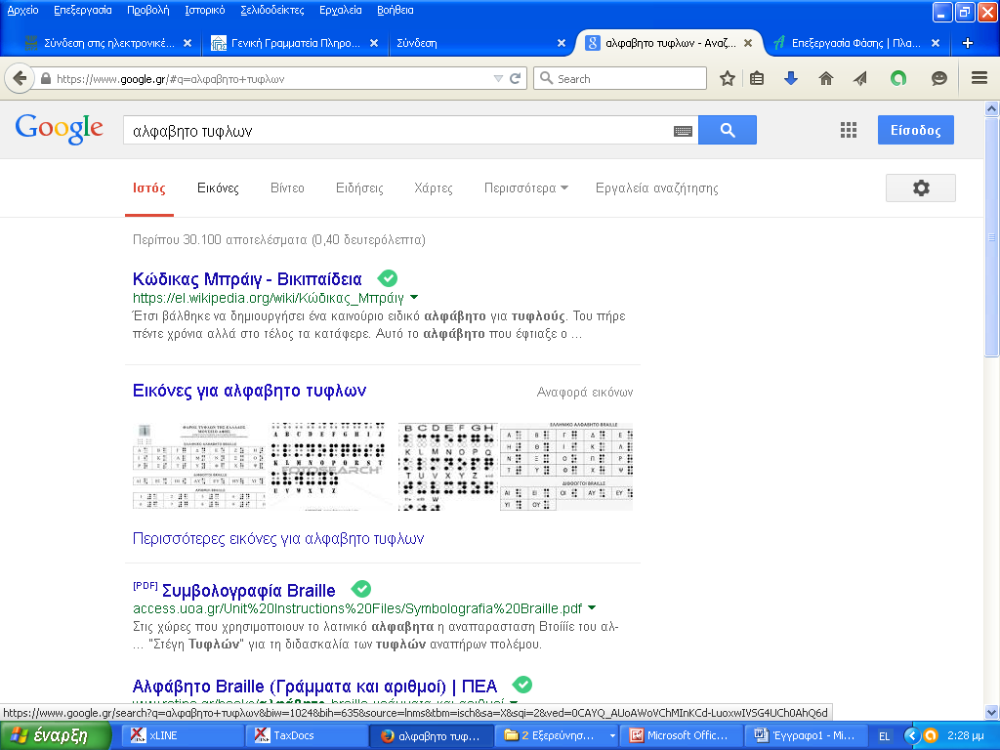 Αρχείο Επεξεργασία Προβολή Ιστορικό Σελιδοδείκτες Εργαλεία Βοήθεια
Σύνδεση στις ηλεκτρονικέ... Γενική Γραμματεία Πληρο... Σύνδεση αλφαβητο τυφλων - Αναζ... Επεξεργασία Φάσης | Πλα...
https://www.google.gr/#q=αλφαβητο+τυφλων Search
Google αλφαβητο τυφλων Είσοδος
Ιστός Εικόνες Βίντεο Ειδήσεις Χάρτες Περισσότερα Εργαλεία αναζήτησης
Περίπου 30.100 αποτελέσματα (0,40 δευτερόλεπτα)
Κώδικας Μπράιγ - Βικιπαίδεια
https://el.wikipedia.org/wiki/Κώδικας_Μπράιγ
Έτσι βάλθηκε να δημιουργήσει ένα καινούριο ειδικό αλφάβητο για τυφλούς. Του πήρε
πέντε χρόνια αλλά στο τέλος τα κατάφερε. Αυτό το αλφάβητο που έφτιαξε ο ...
Εικόνες για αλφαβητο τυφλων Αναφορά εικόνων
Περισσότερες εικόνες για αλφαβητο τυφλων
[PDF] Συμβολογραφία Braille
access.uoa.gr/Unit%20Instructions%20Files/Symbolografia%20Braille.pdf
Στις χώρες που χρησιμοποιουν το λατινικό αλφαβητα η αναπαρασταση Βτοίϊίε του αλ-
... "Στέγη Τυφλών" για τη διδασκαλία των τυφλών αναπήρων πολέμου.
Αλφάβητο Braille (Γράμματα και αριθμοί) | ΠΕΑ
https://www.google.gr/search?q=αλφαβητο+τυφλων&biw=1024&bih=635&source=lnms&tbm=isch&sa=X&sqi=2&ved=0CAYQ_AUoAWoVChMInKCd-LuoxwIVSG4UCh0AhQ6d
έναρξη xLINE TaxDocs αλφαβητο τυφ... 2 Εξερεύνησ... Microsoft Offic... Έγγραφο1 - Mi... EL 2:28 μμ